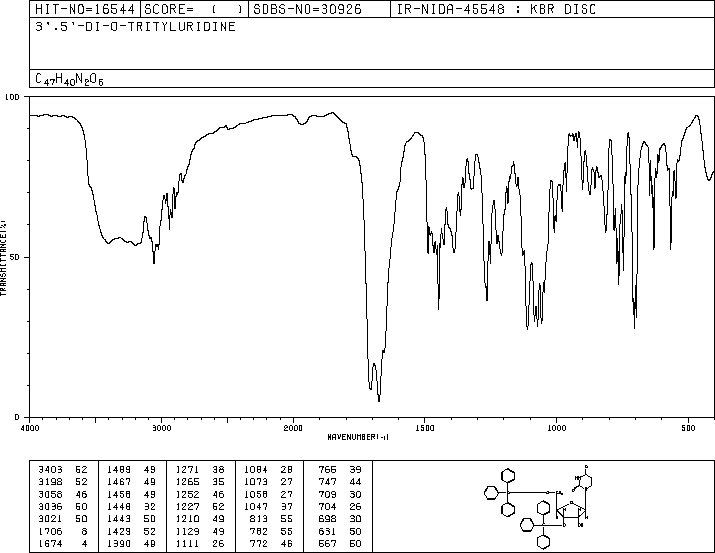 HIT-NO=16544 SCORE= ( ) SDBS-NO=30926 IR-NIDA-45548 : KBR DISC
3',5'-DI-O-TRITYLURIDINE
C47H40N2O6
100
50
0
TRANSMITTANCE(%)
4000 3000 2000 1500 1000 500
WAVENUMBER(-1)
3403 52 1489 49 1271 38 1084 28 766 39
3198 52 1467 49 1265 35 1073 27 747 44
3058 46 1458 49 1252 46 1058 27 709 30
3036 50 1448 32 1227 52 1047 37 704 26
3021 50 1443 50 1210 49 813 55 698 30
1706 8 1429 52 1129 49 782 55 631 50
1674 4 1390 49 1111 26 772 46 567 50